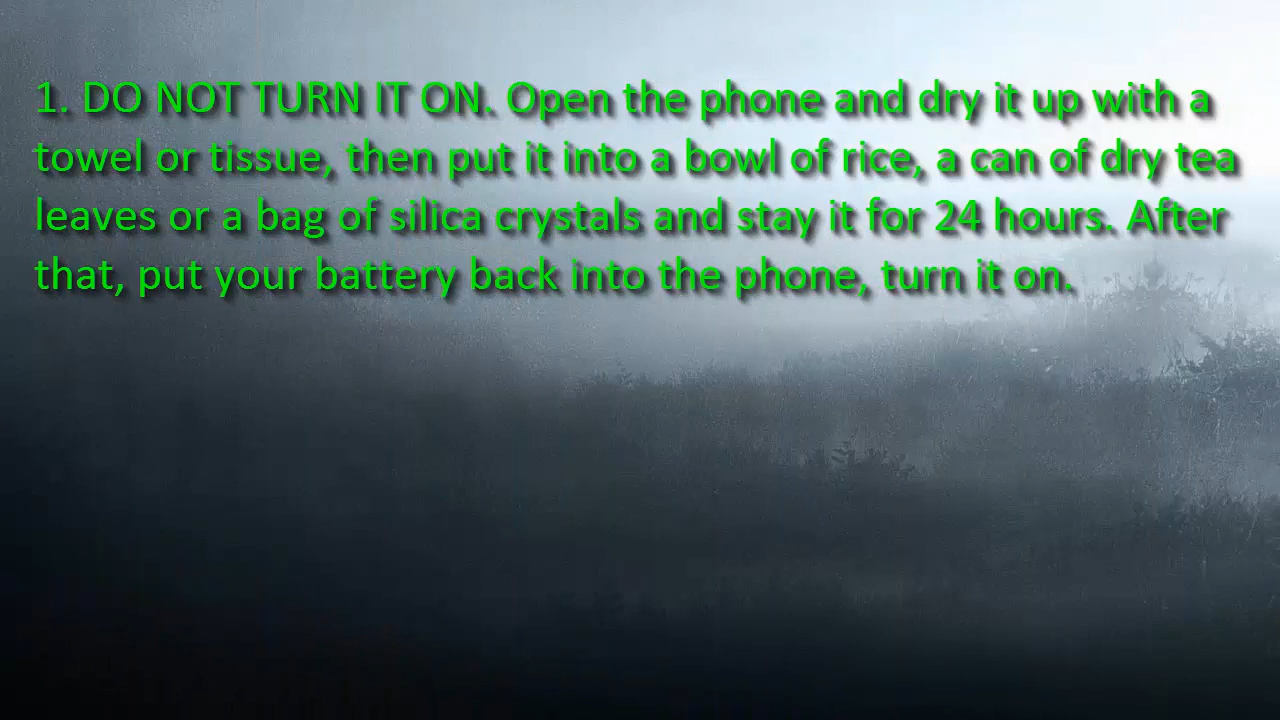 1. DO NOT TURN IT ON. Open the phone and dry it up with a
towel or tissue, then put it into a bowl of rice, a can of dry tea
leaves or a bag of silica crystals and stay it for 24 hours. After
that, put your battery back into the phone, turn it on.